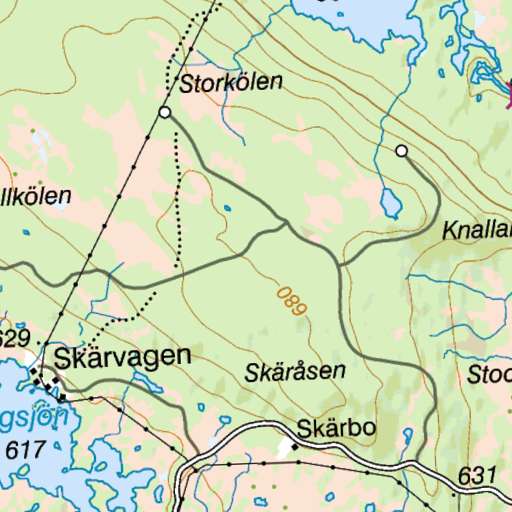 Storkölen
llkölen
Knallar
089
629
Skärvagen
Skäråsen
Stoc
gsjön
617
Skärbo
631